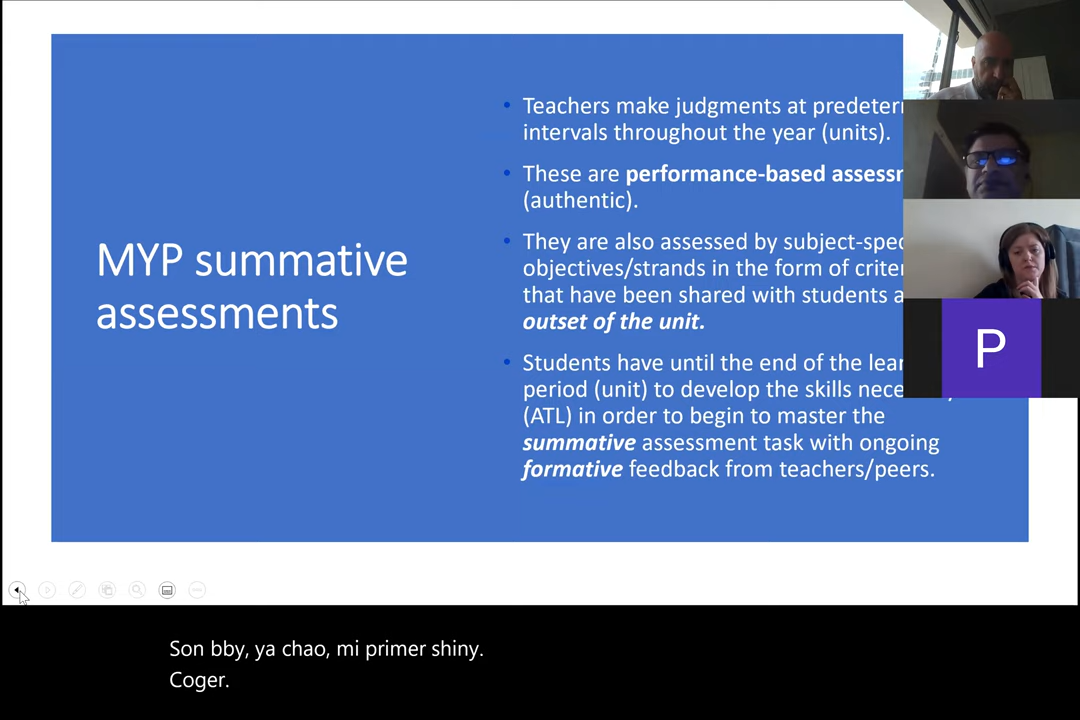 MYP summative
assessments
Teachers make judgments at predeter
intervals throughout the year (units).
These are performance-based assess
(authentic).
They are also assessed by subject-spe
objectives/strands in the form of criter
that have been shared with students a
outset of the unit.
Students have until the end of the lear
period (unit) to develop the skills nece
(ATL) in order to begin to master the
summative assessment task with ongoing
formative feedback from teachers/peers.
P
Son bby, ya chao, mi primer shiny.
Coger.